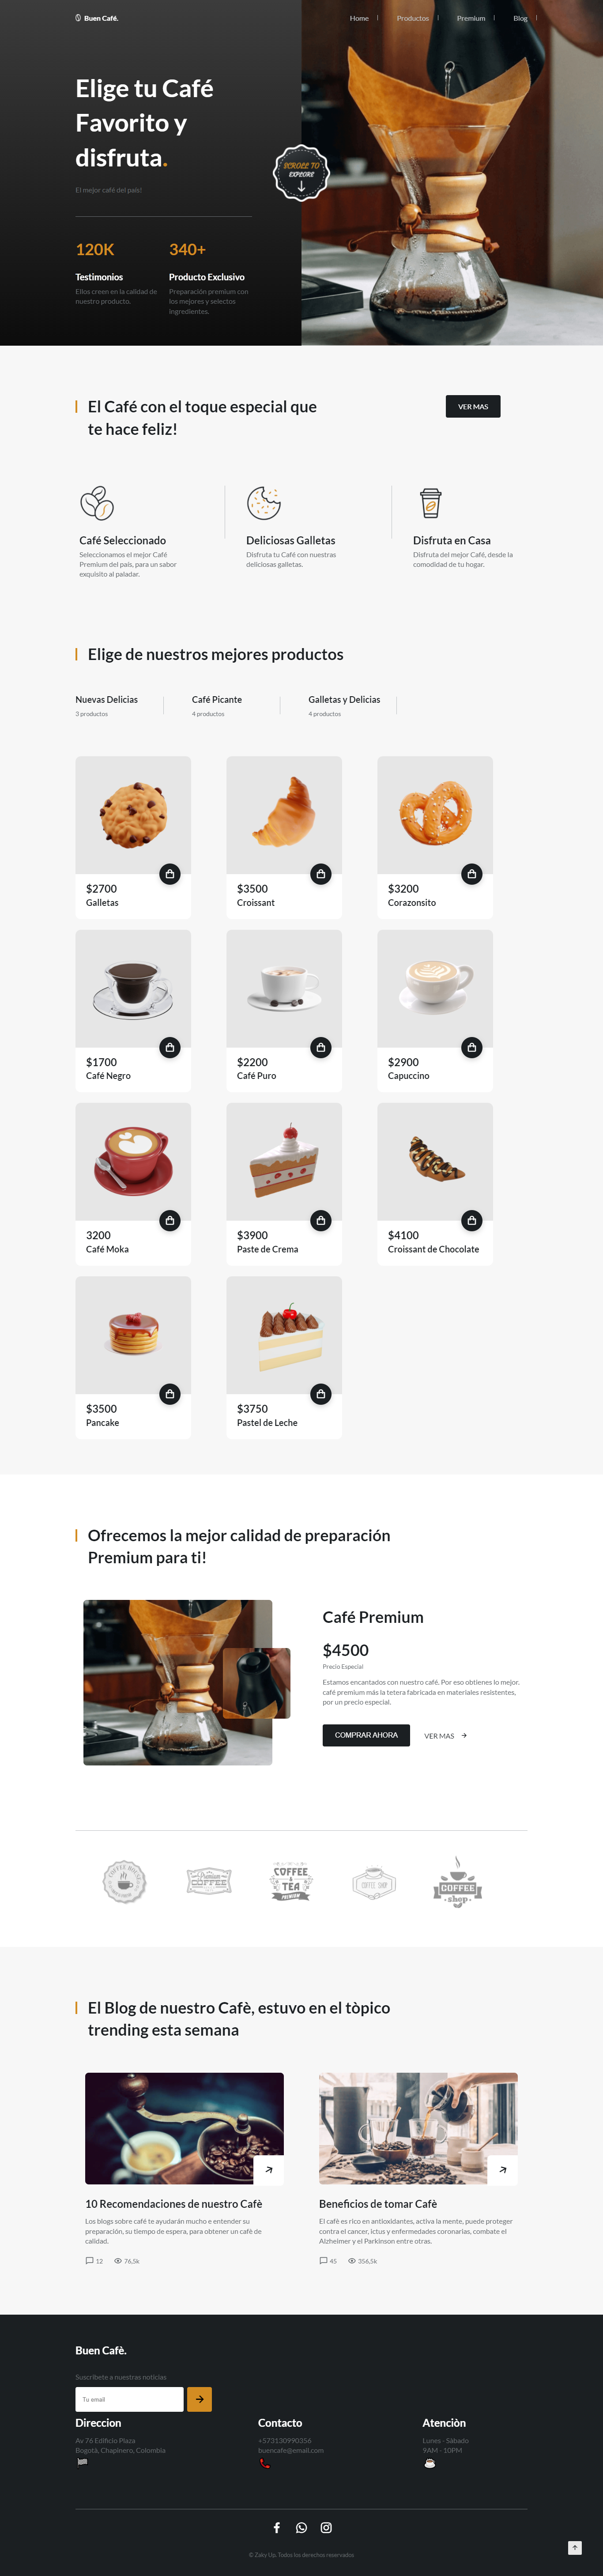 Buen Café.
Home
Productos
Premium
Blog
Elige tu Café
Favorito y
disfruta.
El mejor café del país!
SCROLL TO
EXPLORE
120K
340+
Testimonios
Producto Exclusivo
Ellos creen en la calidad de
nuestro producto.
Preparación premium con
los mejores y selectos
ingredientes.
El Café con el toque especial que
te hace feliz!
VER MAS
Café Seleccionado
Seleccionamos el mejor Café
Premium del país, para un sabor
exquisito al paladar.
Deliciosas Galletas
Disfruta tu Café con nuestras
deliciosas galletas.
Disfruta en Casa
Disfruta del mejor Café, desde la
comodidad de tu hogar.
Elige de nuestros mejores productos
Nuevas Delicias
3 productos
Café Picante
4 productos
Galletas y Delicias
4 productos
$2700
Galletas
$3500
Croissant
$3200
Corazonsito
$1700
Café Negro
$2200
Café Puro
$2900
Capuccino
3200
Café Moka
$3900
Paste de Crema
$4100
Croissant de Chocolate
$3500
Pancake
$3750
Pastel de Leche
Ofrecemos la mejor calidad de preparación
Premium para ti!
Café Premium
$4500
Precio Especial
Estamos encantados con nuestro cafè. Por eso obtienes lo mejor.
café premium más la tetera fabricada en materiales resistentes,
por un precio especial.
COMPRAR AHORA
VER MAS
COFFEE HOUSE
Premium
COFFEE
COFFEE
&
TEA
PREMIUM
COFFEE SHOP
COFFEE
shop
El Blog de nuestro Cafè, estuvo en el tòpico
trending esta semana
10 Recomendaciones de nuestro Cafè
Los blogs sobre café te ayudarán mucho e entender su
preparación, su tiempo de espera, para obtener un cafè de
calidad.
12
76,5k
Beneficios de tomar Cafè
El cafè es rico en antioxidantes, activa la mente, puede proteger
contra el cancer, ictus y enfermedades coronarias, combate el
Alzheimer y el Parkinson entre otras.
45
356,5k
Buen Cafè.
Suscribete a nuestras noticias
Tu email
Direccion
Av 76 Edificio Plaza
Bogotà, Chapinero, Colombia
Contacto
+573130990356
buencafe@email.com
Atenciòn
Lunes - Sàbado
9AM - 10PM
© Zaky Up. Todos los derechos reservados